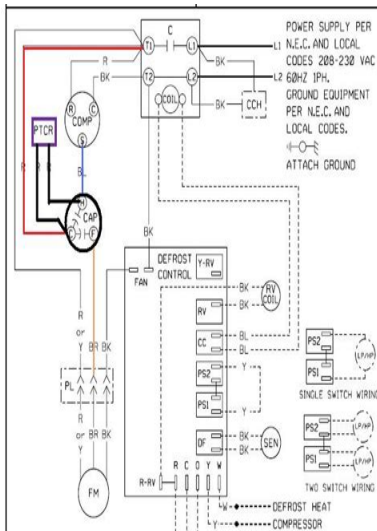 POWER SUPPLY PER
N.E.C. AND LOCAL
CODES 208-230 VAC
60HZ 1PH.
GROUND EQUIPMENT
PER N.E.C. AND
LOCAL CODES.
ATTACH GROUND
C
T1
L1
L1
R
BK
BK
T2
L2
L2
BK
COIL
CCH
R
C
COMP
S
PTCR
R
R
BL
H
CAP
C
F
BK
DEFROST
CONTROL
Y-RV
FAN
RV
BK
BK
RV
COIL
CC
BL
BL
PS2
Y
PS1
Y
DF
BK
BK
SEN
R
or
Y
BR
BK
PL
R
or
Y
BR
BK
FM
R-RV
R
C
O
Y
W
W
DEFROST HEAT
Y
COMPRESSOR
PS2
PS1
LP/HP
SINGLE SWITCH WIRING
PS2
LP/HP
PS1
LP/HP
TWO SWITCH WIRING